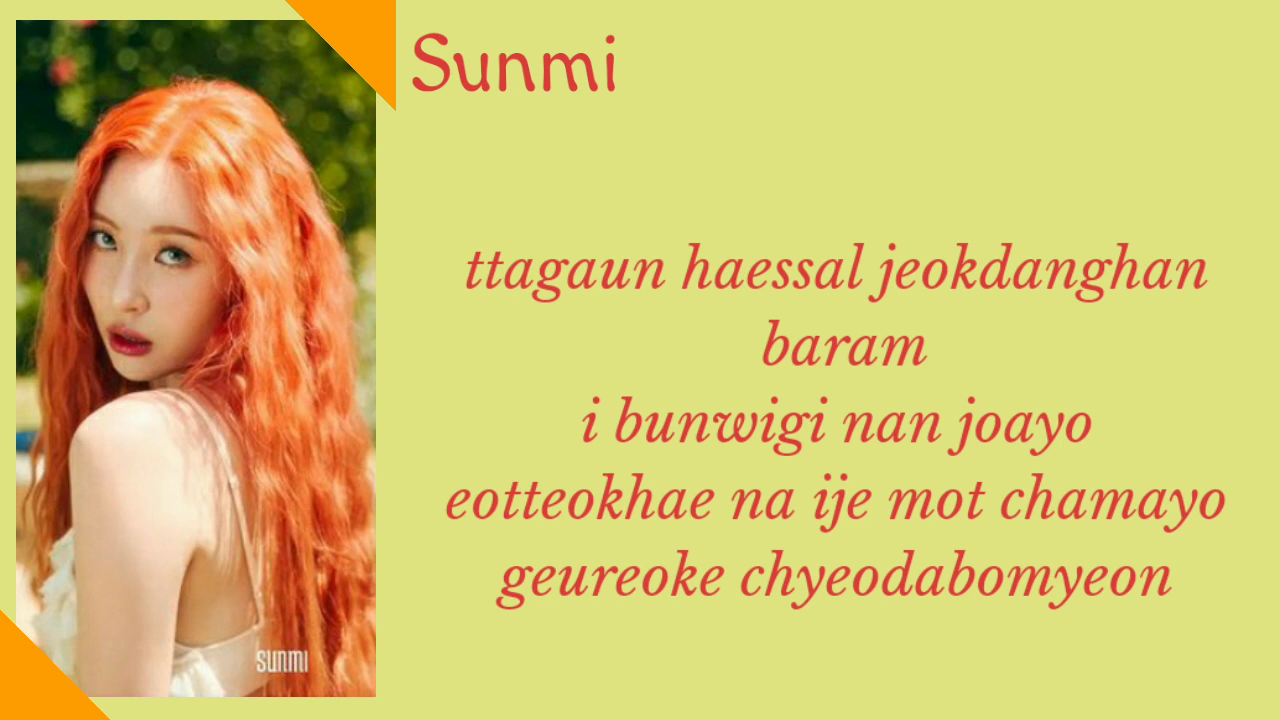 Sunmi
ttagaun haessal jeokdanghan
baram
i bunwigi nan joayo
eotteokhae na ije mot chamayo
geureoke chyeodabomyeon
sunmi